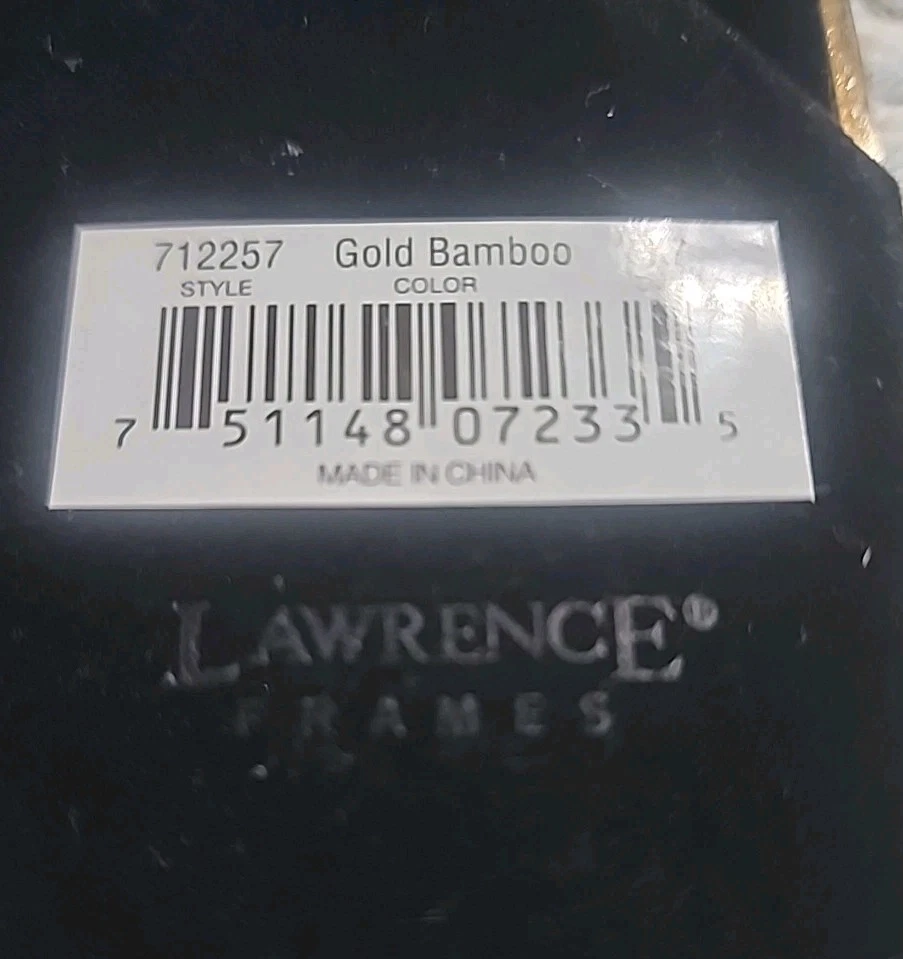 712257 Gold Bamboo
STYLE COLOR
7 51148 07233 5
MADE IN CHINA
LAWRENCE®
FRAMES